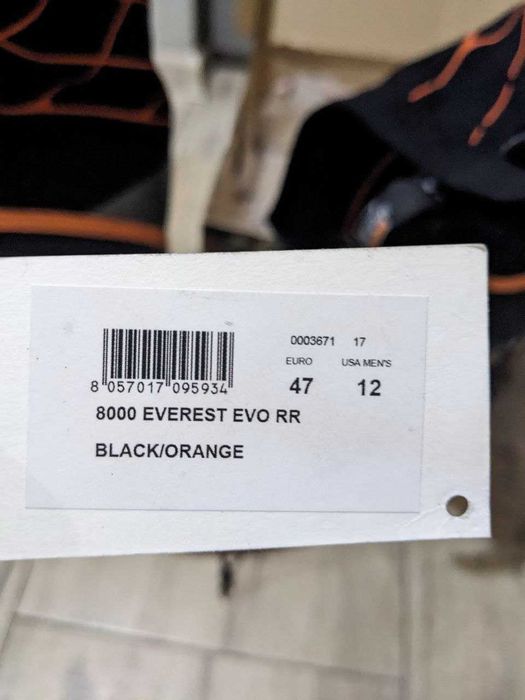 0003671 17
EURO USA MEN'S
47 12
8 057017 095934
8000 EVEREST EVO RR
BLACK/ORANGE